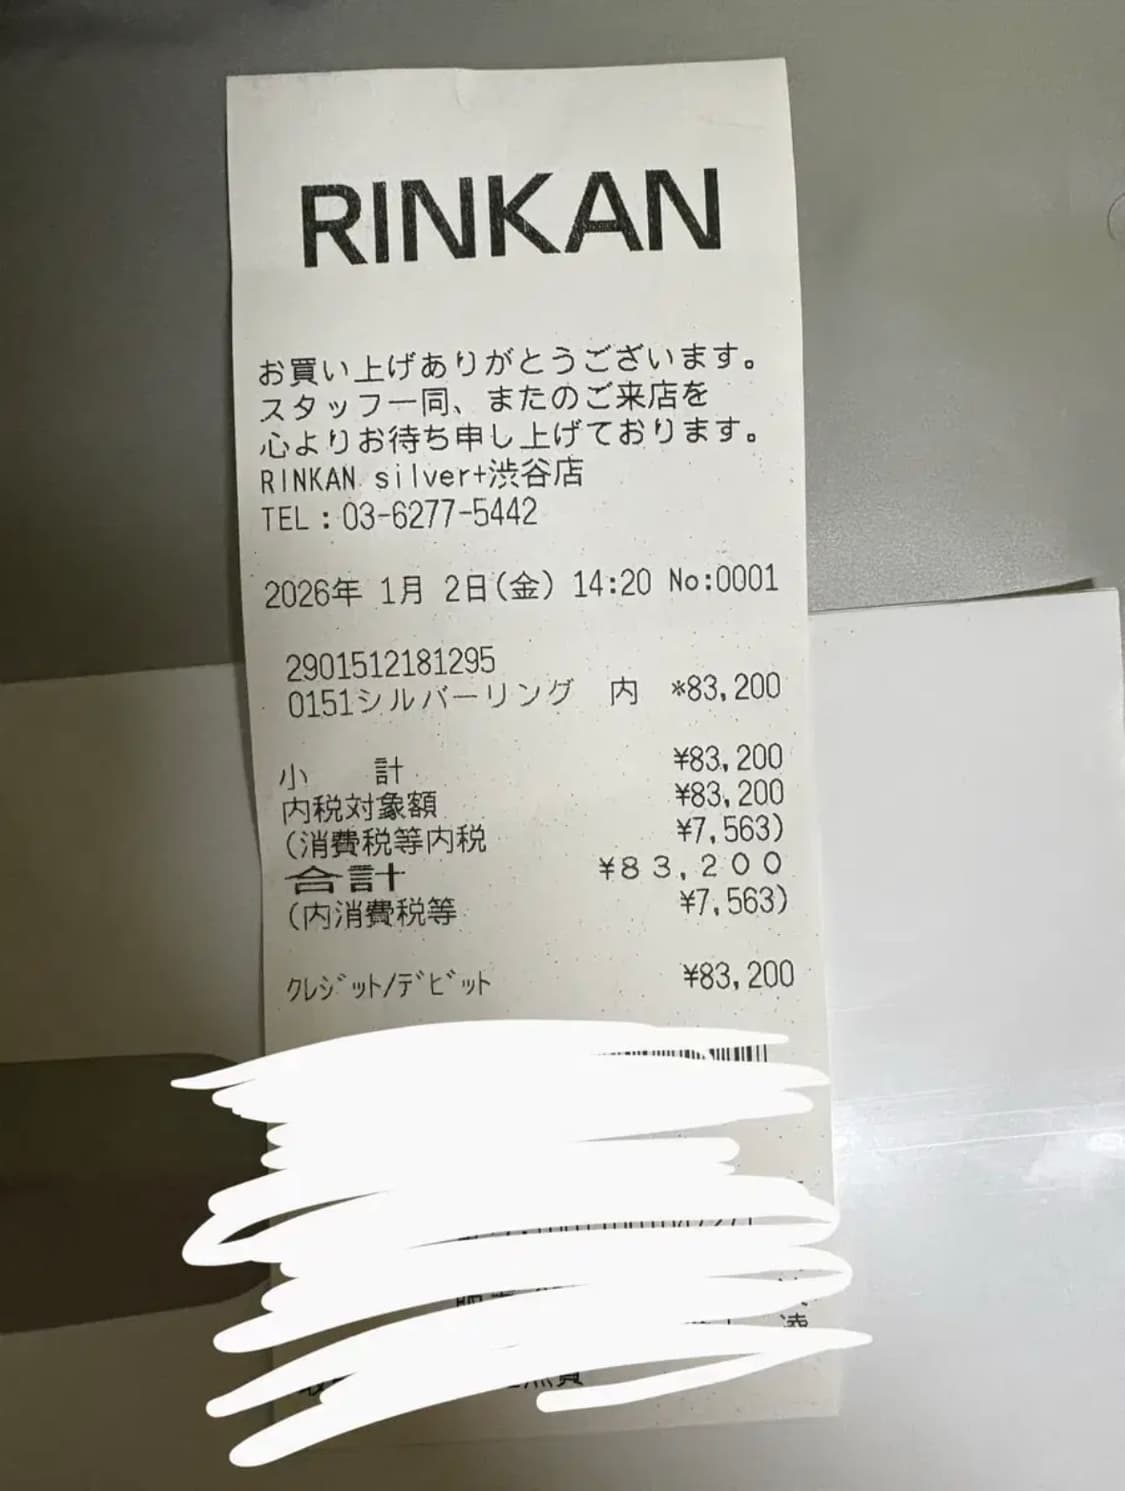 RINKAN
お買い上げありがとうございます。
スタッフ一同、またのご来店を
心よりお待ち申し上げております。
RINKAN silver+渋谷店
TEL：03-6277-5442
2026年 1月 2日(金) 14:20 No:0001
2901512181295
0151シルバーリング 内 *83,200
小 計 ¥83,200
内税対象額 ¥83,200
(消費税等内税 ¥7,563)
合計 ¥83,200
(内消費税等 ¥7,563)
ｸﾚｼﾞｯﾄ/ﾃﾞﾋﾞｯﾄ ¥83,200